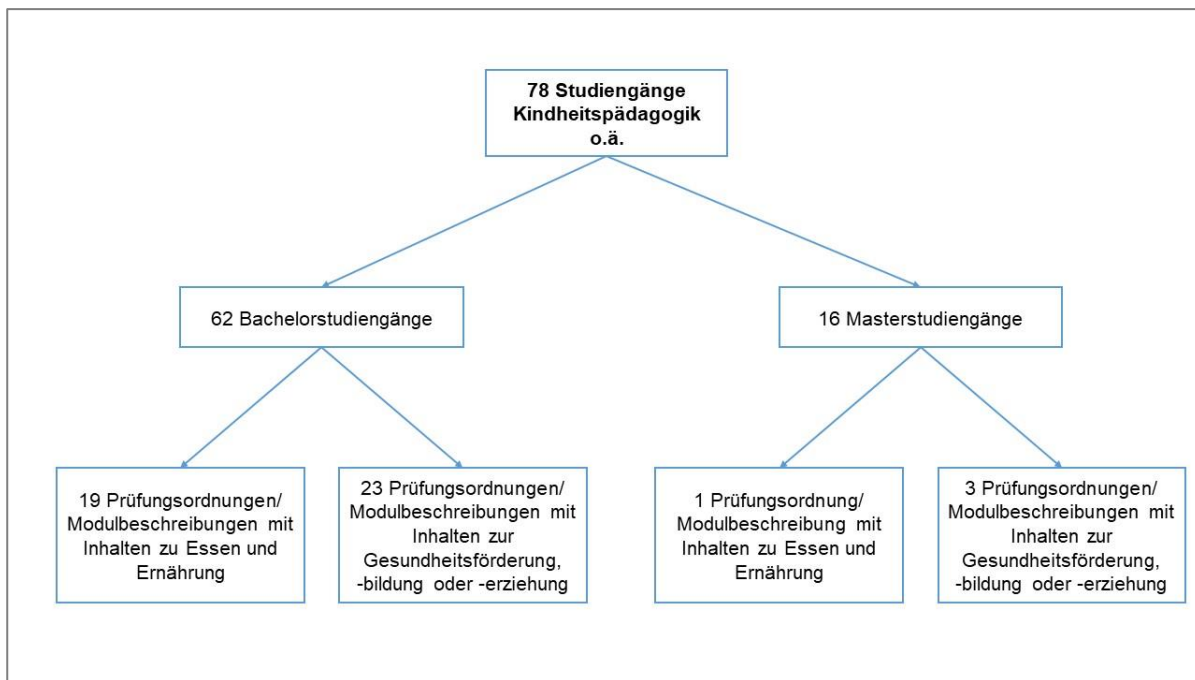 78 Studiengänge
Kindheitspädagogik
o.ä.
62 Bachelorstudiengänge
16 Masterstudiengänge
19 Prüfungsordnungen/
Modulbeschreibungen mit
Inhalten zu Essen und
Ernährung
23 Prüfungsordnungen/
Modulbeschreibungen mit
Inhalten zur
Gesundheitsförderung,
-bildung oder -erziehung
1 Prüfungsordnung/
Modulbeschreibung mit
Inhalten zu Essen und
Ernährung
3 Prüfungsordnungen/
Modulbeschreibungen mit
Inhalten zur
Gesundheitsförderung,
-bildung oder -erziehung